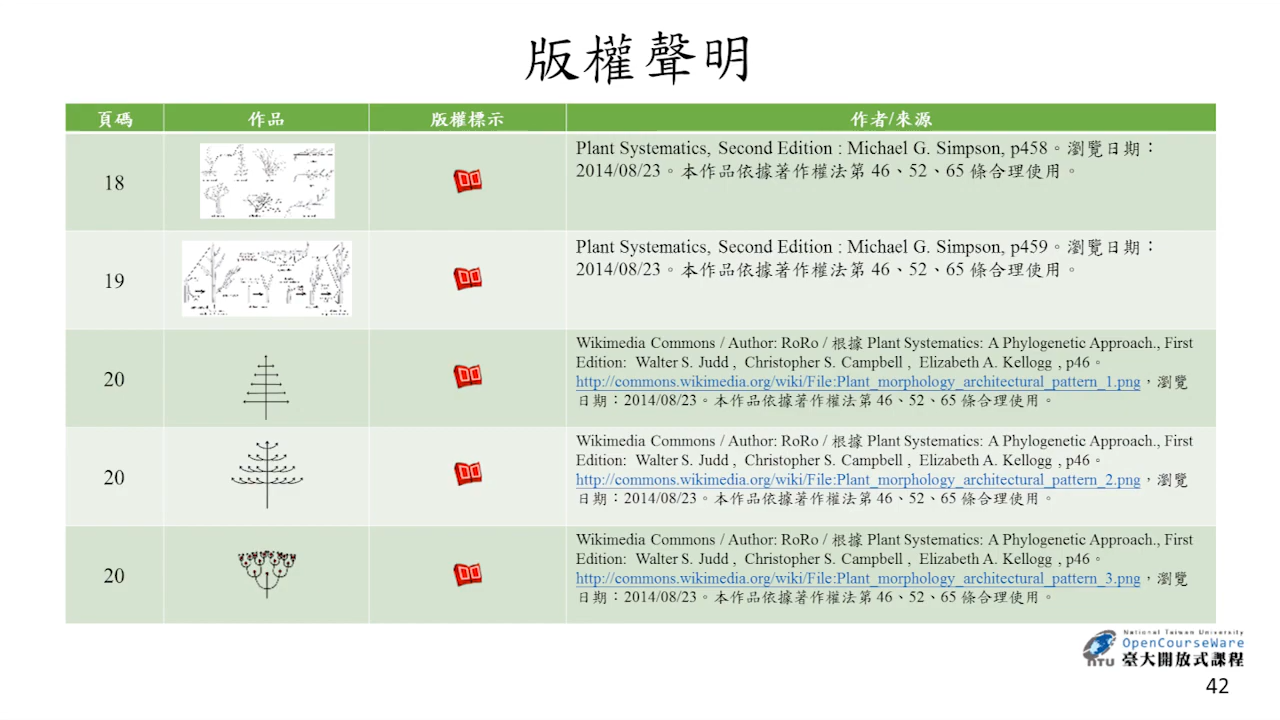 版權聲明
頁碼 作品 版權標示 作者/來源
18
Plant Systematics, Second Edition : Michael G. Simpson, p458。瀏覽日期：
2014/08/23。本作品依據著作權法第 46、52、65 條合理使用。
19
Plant Systematics, Second Edition : Michael G. Simpson, p459。瀏覽日期：
2014/08/23。本作品依據著作權法第 46、52、65 條合理使用。
20
Wikimedia Commons / Author: RoRo / 根據 Plant Systematics: A Phylogenetic Approach., First
Edition: Walter S. Judd , Christopher S. Campbell , Elizabeth A. Kellogg , p46。
http://commons.wikimedia.org/wiki/File:Plant_morphology_architectural_pattern_1.png，瀏覽
日期：2014/08/23。本作品依據著作權法第 46、52、65 條合理使用。
20
Wikimedia Commons / Author: RoRo / 根據 Plant Systematics: A Phylogenetic Approach., First
Edition: Walter S. Judd , Christopher S. Campbell , Elizabeth A. Kellogg , p46。
http://commons.wikimedia.org/wiki/File:Plant_morphology_architectural_pattern_2.png，瀏覽
日期：2014/08/23。本作品依據著作權法第 46、52、65 條合理使用。
20
Wikimedia Commons / Author: RoRo / 根據 Plant Systematics: A Phylogenetic Approach., First
Edition: Walter S. Judd , Christopher S. Campbell , Elizabeth A. Kellogg , p46。
http://commons.wikimedia.org/wiki/File:Plant_morphology_architectural_pattern_3.png，瀏覽
日期：2014/08/23。本作品依據著作權法第 46、52、65 條合理使用。
National Taiwan University
OpenCourseWare
NTU 臺大開放式課程
42